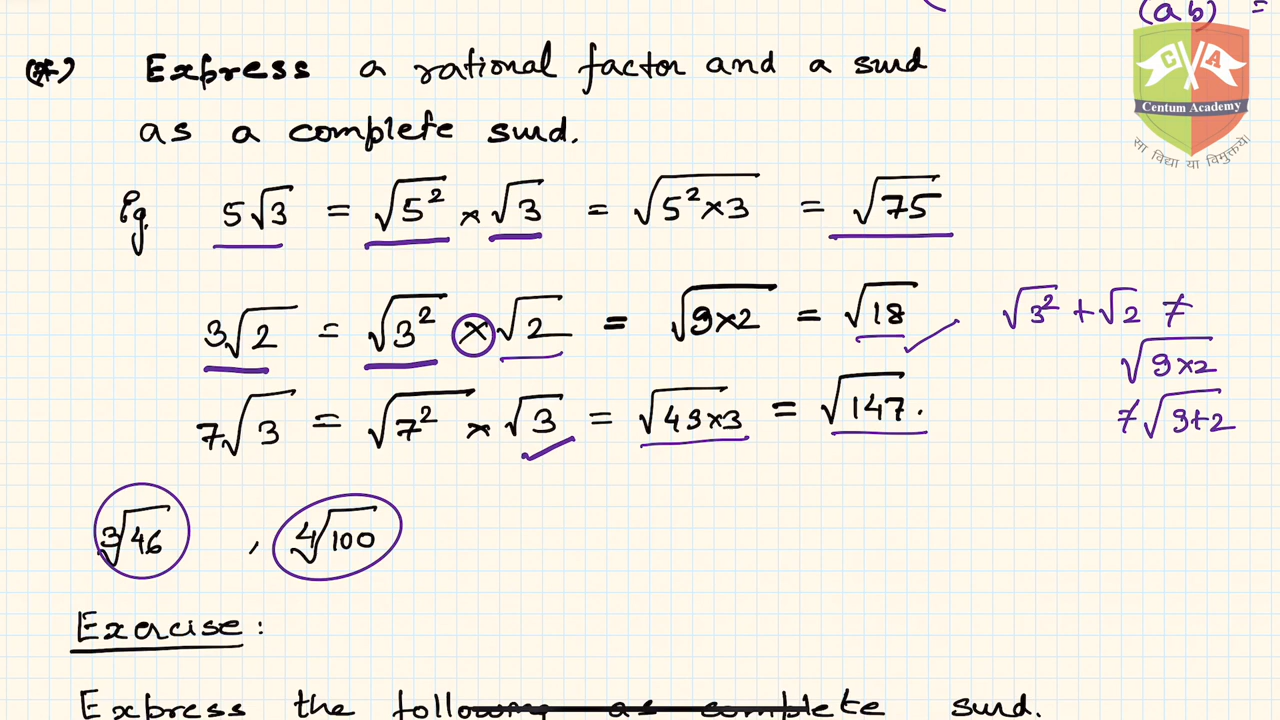 (ab) =
(*) Express a rational factor and a surd
as a complete surd.
Eg. 5√3 = √5² × √3 = √5²×3 = √75
3√2 = √3² × √2 = √9×2 = √18
√3² + √2 ≠
√9×2
≠ √9+2
7√3 = √7² × √3 = √49×3 = √147.
∛46 , ∜100
Exercise:
Express the following as complete surd.
C A
Centum Academy
सा विद्या या विमुक्तये